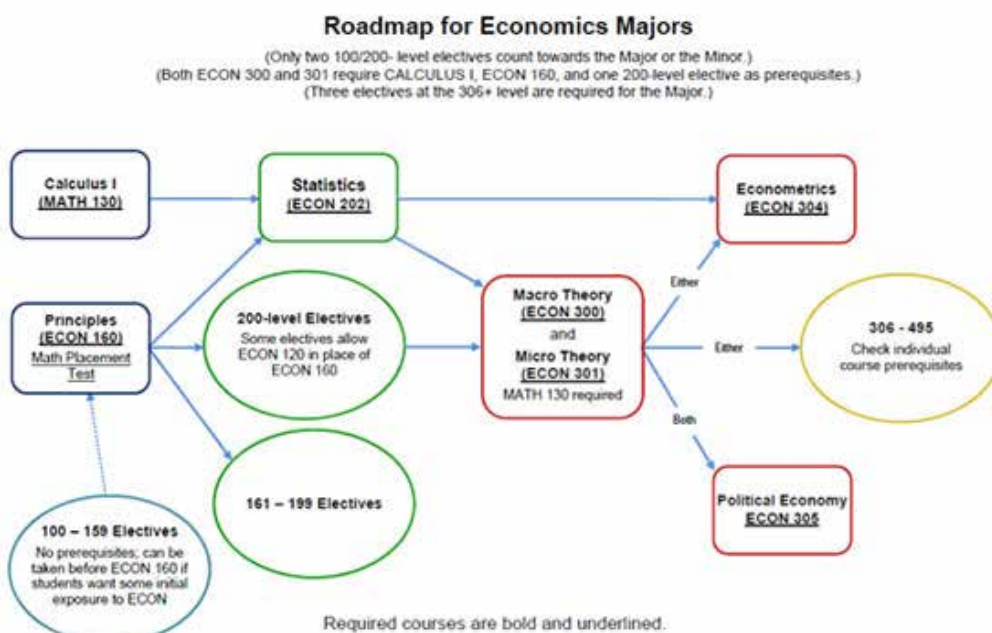 Roadmap for Economics Majors
(Only two 100/200- level electives count towards the Major or the Minor.)
(Both ECON 300 and 301 require CALCULUS I, ECON 160, and one 200-level elective as prerequisites.)
(Three electives at the 306+ level are required for the Major.)
Calculus I
(MATH 130)
Statistics
(ECON 202)
Econometrics
(ECON 304)
Principles
(ECON 160)
Math Placement
Test
200-level Electives
Some electives allow
ECON 120 in place of
ECON 160
Macro Theory
(ECON 300)
and
Micro Theory
(ECON 301)
MATH 130 required
Either
Either
Both
306 - 495
Check individual
course prerequisites
161 – 199 Electives
Political Economy
ECON 305
100 – 159 Electives
No prerequisites; can be
taken before ECON 160 if
students want some initial
exposure to ECON
Required courses are bold and underlined.